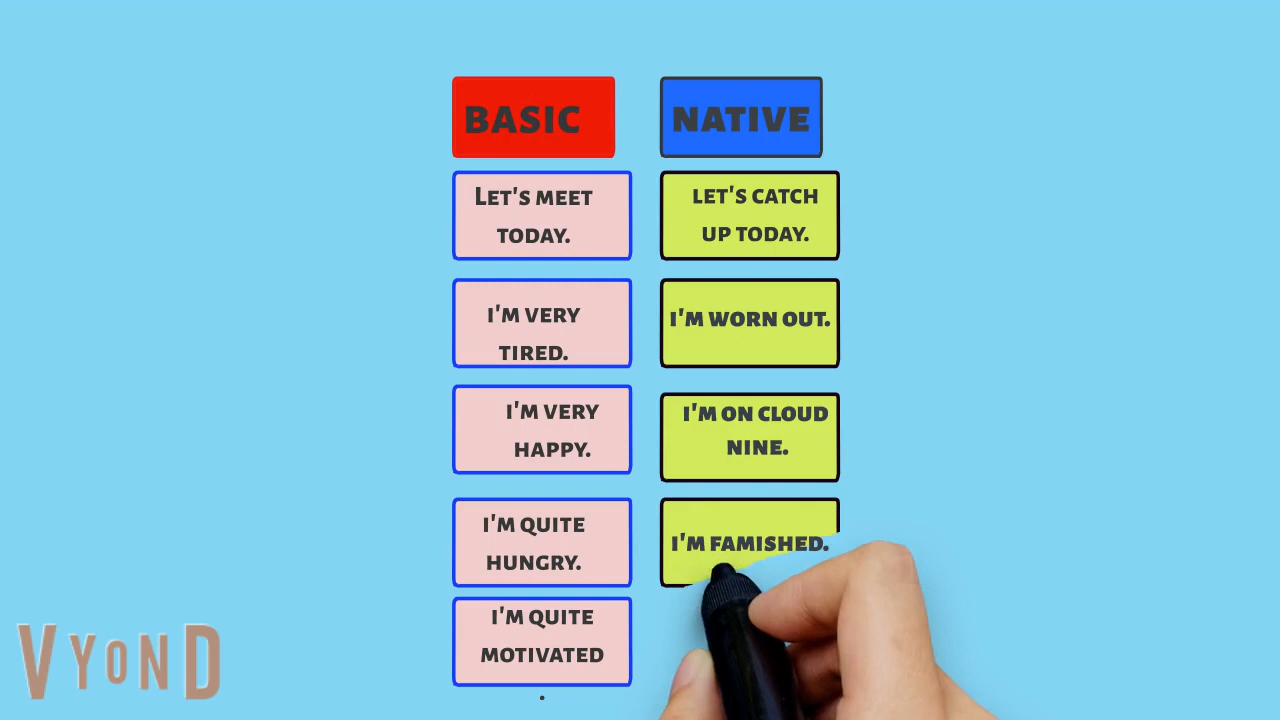 BASIC
NATIVE
LET'S MEET
TODAY.
LET'S CATCH
UP TODAY.
I'M VERY
TIRED.
I'M WORN OUT.
I'M VERY
HAPPY.
I'M ON CLOUD
NINE.
I'M QUITE
HUNGRY.
I'M FAMISHED.
I'M QUITE
MOTIVATED
.
VYOND